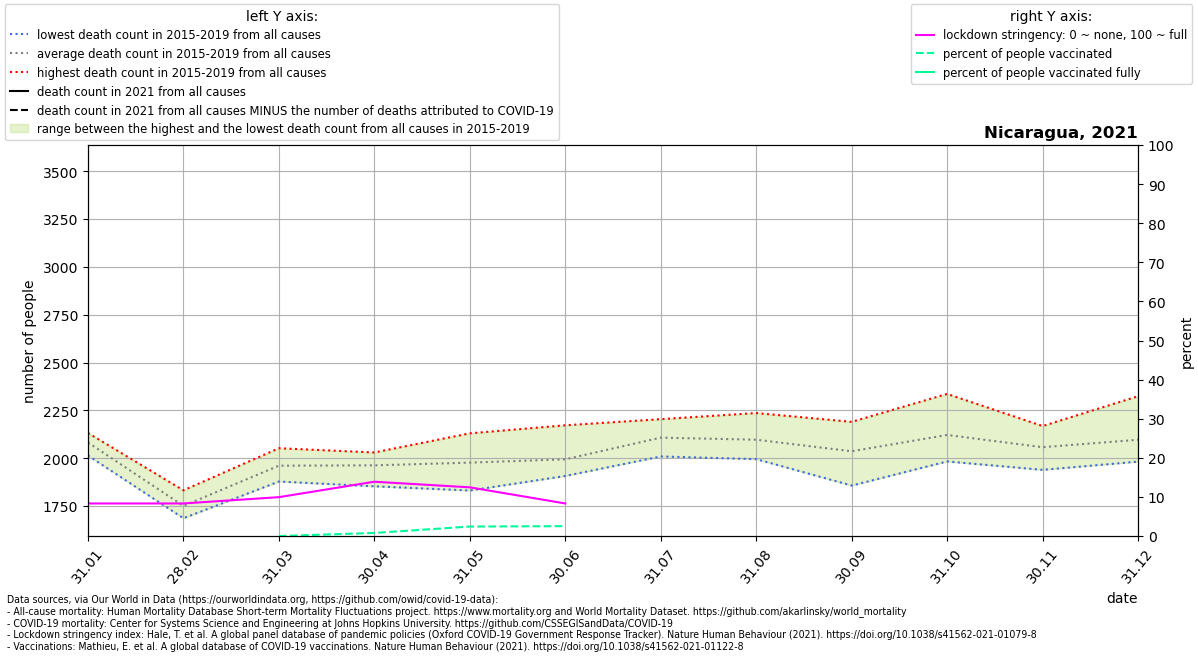 left Y axis:
lowest death count in 2015-2019 from all causes
average death count in 2015-2019 from all causes
highest death count in 2015-2019 from all causes
death count in 2021 from all causes
death count in 2021 from all causes MINUS the number of deaths attributed to COVID-19
range between the highest and the lowest death count from all causes in 2015-2019
right Y axis:
lockdown stringency: 0 ~ none, 100 ~ full
percent of people vaccinated
percent of people vaccinated fully
Nicaragua, 2021
number of people
3500
3250
3000
2750
2500
2250
2000
1750
100
90
80
70
60
50
40
30
20
10
0
percent
31.01
28.02
31.03
30.04
31.05
30.06
31.07
31.08
30.09
31.10
30.11
31.12
date
Data sources, via Our World in Data (https://ourworldindata.org, https://github.com/owid/covid-19-data):
- All-cause mortality: Human Mortality Database Short-term Mortality Fluctuations project. https://www.mortality.org and World Mortality Dataset. https://github.com/akarlinsky/world_mortality
- COVID-19 mortality: Center for Systems Science and Engineering at Johns Hopkins University. https://github.com/CSSEGISandData/COVID-19
- Lockdown stringency index: Hale, T. et al. A global panel database of pandemic policies (Oxford COVID-19 Government Response Tracker). Nature Human Behaviour (2021). https://doi.org/10.1038/s41562-021-01079-8
- Vaccinations: Mathieu, E. et al. A global database of COVID-19 vaccinations. Nature Human Behaviour (2021). https://doi.org/10.1038/s41562-021-01122-8